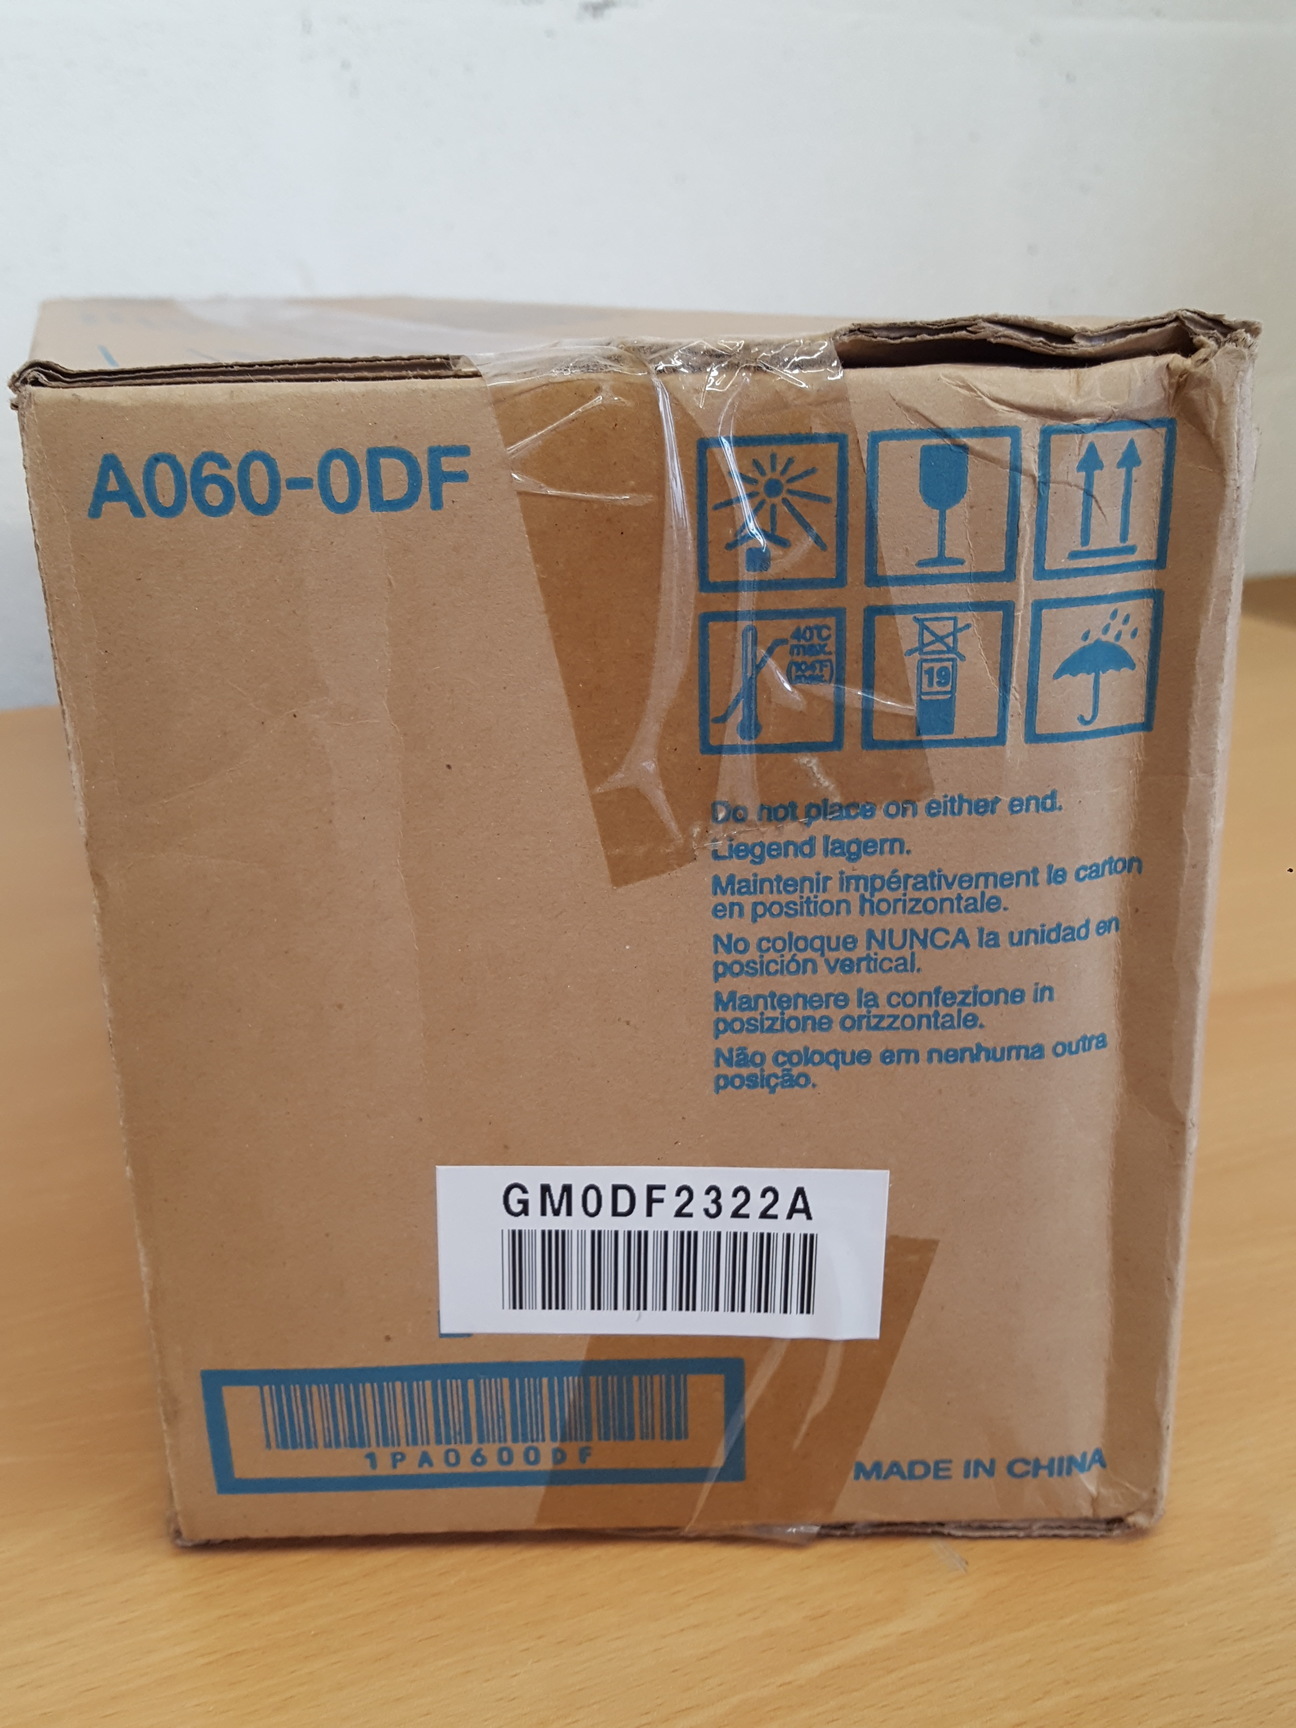 A060-0DF
40°C
max.
19
Do not place on either end.
Liegend lagern.
Maintenir impérativement le carton
en position horizontale.
No coloque NUNCA la unidad en
posición vertical.
Mantenere la confezione in
posizione orizzontale.
Não coloque em nenhuma outra
posição.
GM0DF2322A
1PA0600DF
MADE IN CHINA